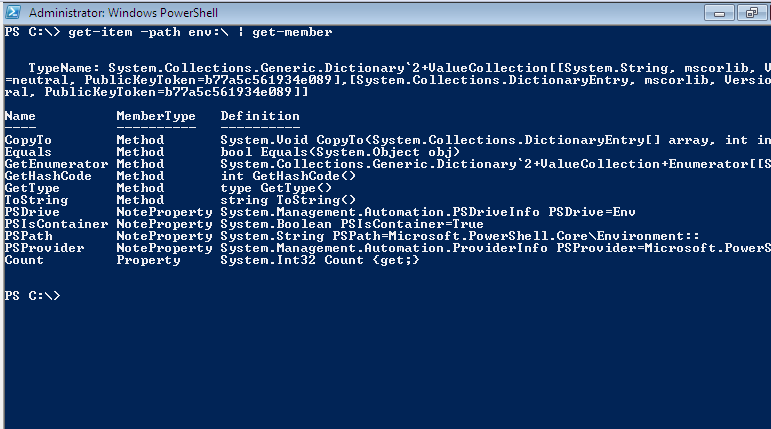 Administrator: Windows PowerShell
PS C:\> get-item -path env:\ | get-member
TypeName: System.Collections.Generic.Dictionary`2+ValueCollection[[System.String, mscorlib, V
=neutral, PublicKeyToken=b77a5c561934e089],[System.Collections.DictionaryEntry, mscorlib, Versio
ral, PublicKeyToken=b77a5c561934e089]]
Name MemberType Definition
---- ---------- ----------
CopyTo Method System.Void CopyTo(System.Collections.DictionaryEntry[] array, int in
Equals Method bool Equals(System.Object obj)
GetEnumerator Method System.Collections.Generic.Dictionary`2+ValueCollection+Enumerator[[S
GetHashCode Method int GetHashCode()
GetType Method type GetType()
ToString Method string ToString()
PSDrive NoteProperty System.Management.Automation.PSDriveInfo PSDrive=Env
PSIsContainer NoteProperty System.Boolean PSIsContainer=True
PSPath NoteProperty System.String PSPath=Microsoft.PowerShell.Core\Environment::
PSProvider NoteProperty System.Management.Automation.ProviderInfo PSProvider=Microsoft.PowerS
Count Property System.Int32 Count {get;}
PS C:\>